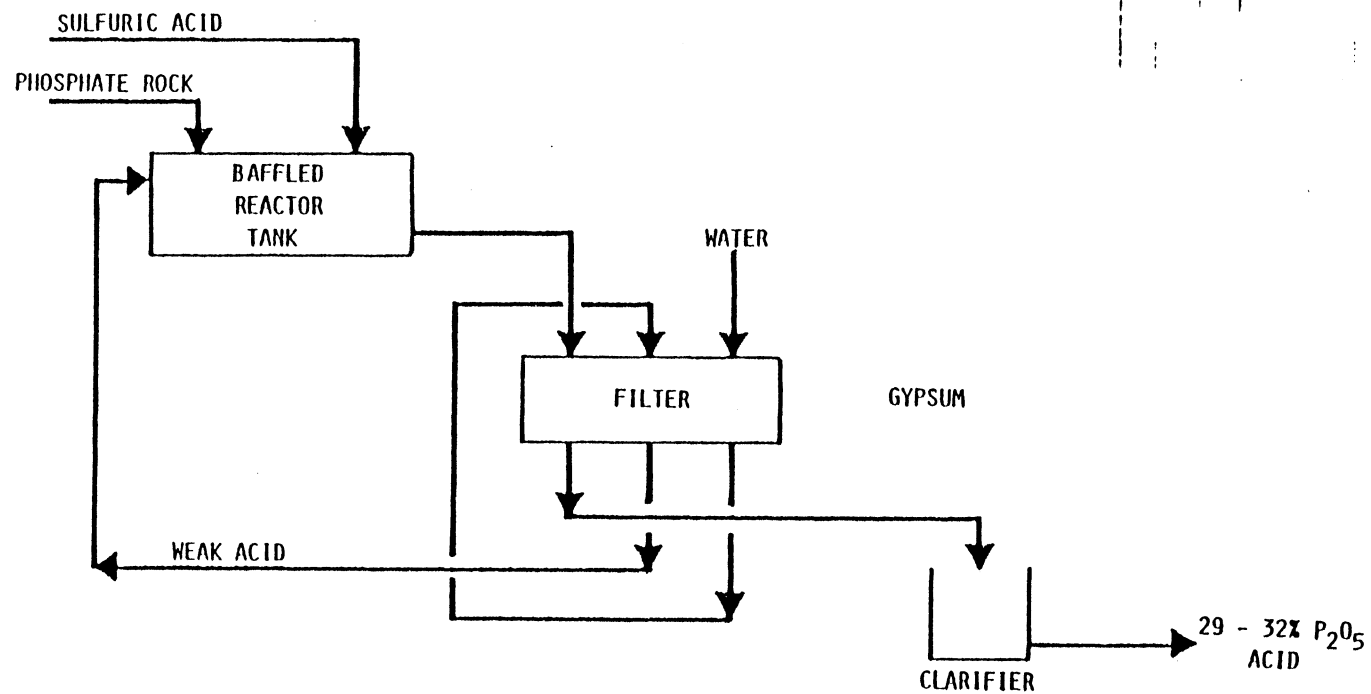 SULFURIC ACID
PHOSPHATE ROCK
BAFFLED
REACTOR
TANK
WATER
FILTER
GYPSUM
WEAK ACID
29 - 32% P₂O₅
ACID
CLARIFIER